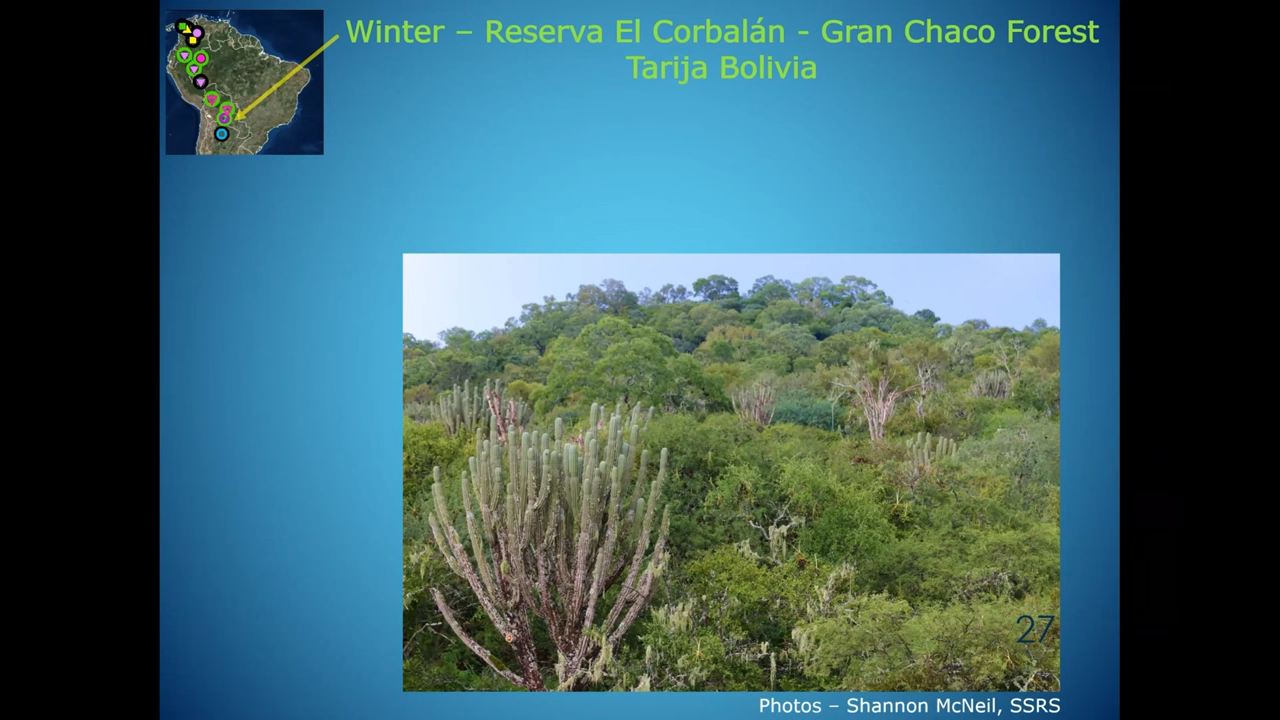 Winter – Reserva El Corbalán - Gran Chaco Forest
Tarija Bolivia
27
Photos – Shannon McNeil, SSRS